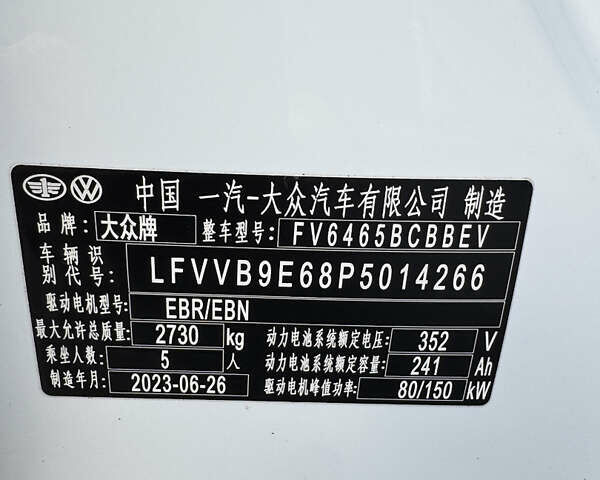 中国 一汽-大众汽车有限公司 制造
品牌: 大众牌 整车型号: FV6465BCBBEV
车辆识别代号: LFVVB9E68P5014266
驱动电机型号: EBR/EBN
最大允许总质量: 2730 kg 动力电池系统额定电压: 352 V
乘坐人数: 5 人 动力电池系统额定容量: 241 Ah
制造年月: 2023-06-26 驱动电机峰值功率: 80/150 kW